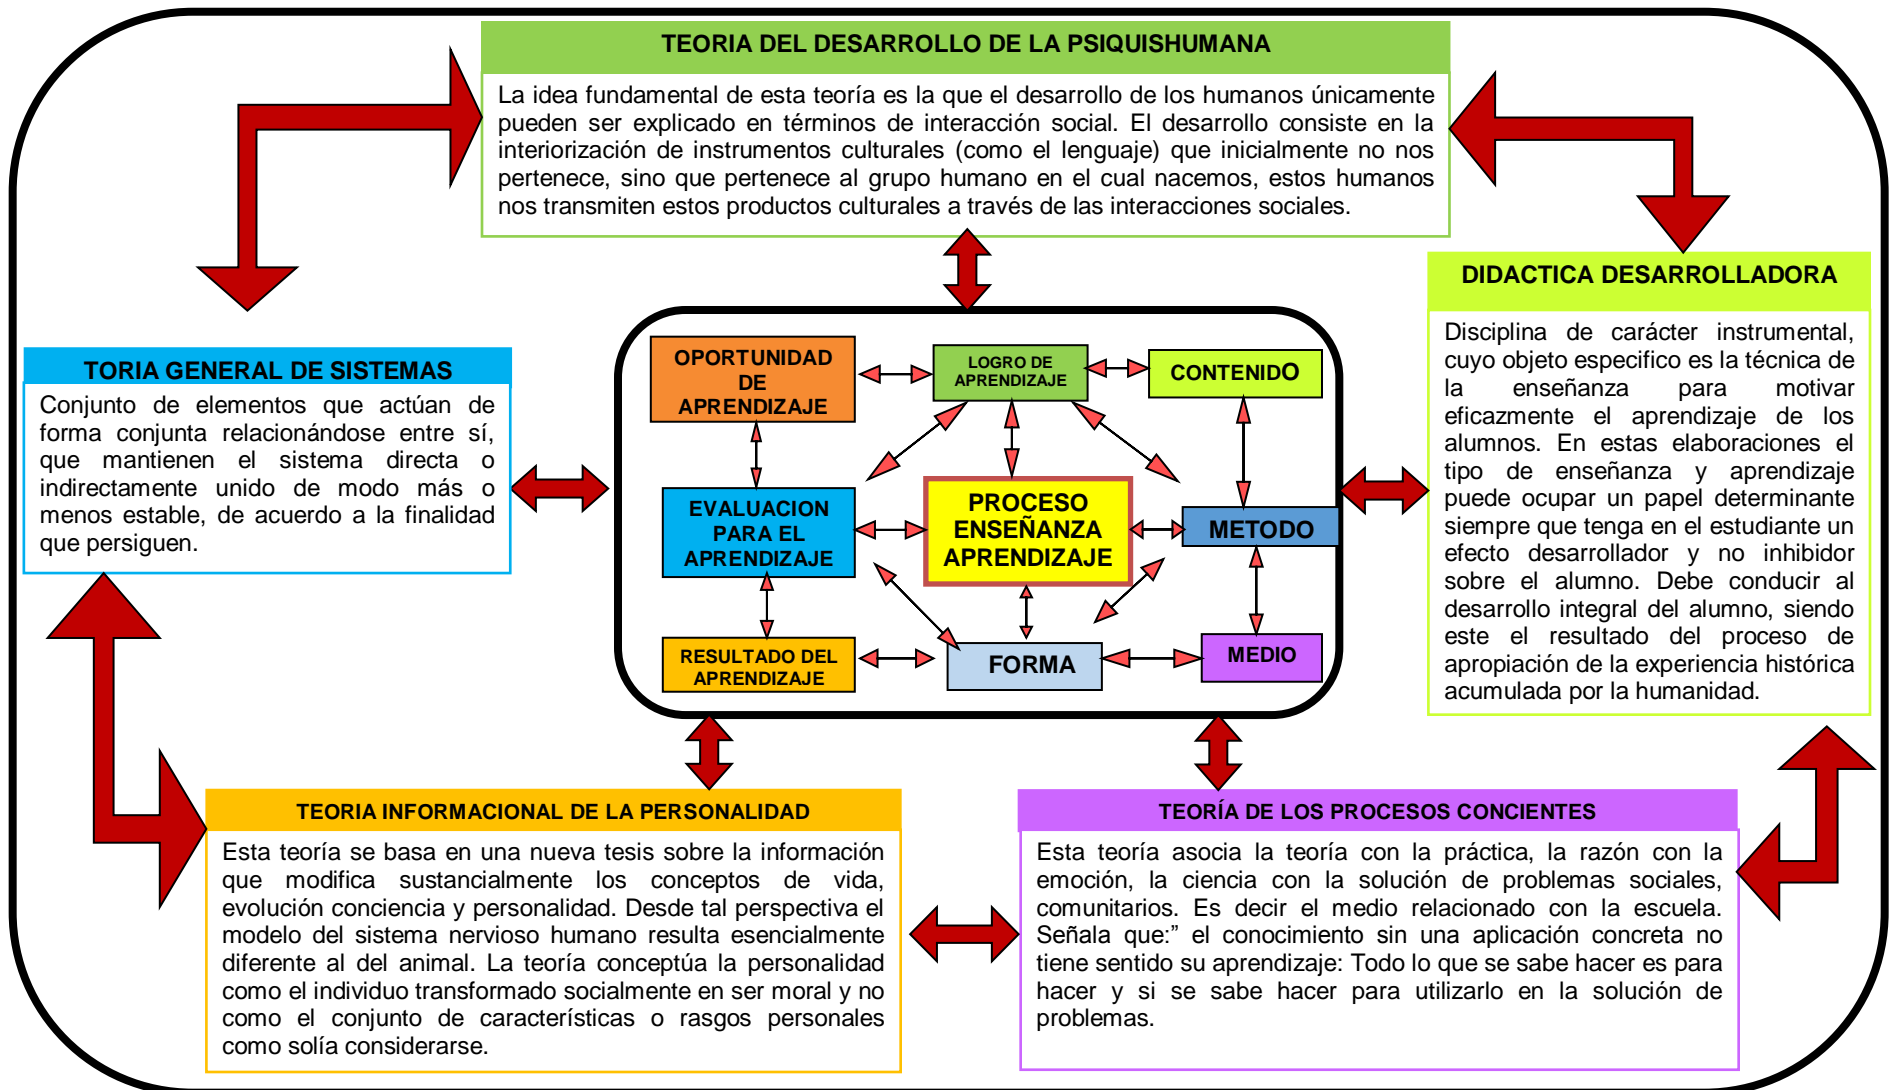 TEORIA DEL DESARROLLO DE LA PSIQUISHUMANA
La idea fundamental de esta teoría es la que el desarrollo de los humanos únicamente
pueden ser explicado en términos de interacción social. El desarrollo consiste en la
interiorización de instrumentos culturales (como el lenguaje) que inicialmente no nos
pertenece, sino que pertenece al grupo humano en el cual nacemos, estos humanos
nos transmiten estos productos culturales a través de las interacciones sociales.
TORIA GENERAL DE SISTEMAS
Conjunto de elementos que actúan de
forma conjunta relacionándose entre sí,
que mantienen el sistema directa o
indirectamente unido de modo más o
menos estable, de acuerdo a la finalidad
que persiguen.
OPORTUNIDAD
DE
APRENDIZAJE
LOGRO DE
APRENDIZAJE
CONTENIDO
EVALUACION
PARA EL
APRENDIZAJE
PROCESO
ENSEÑANZA
APRENDIZAJE
METODO
RESULTADO DEL
APRENDIZAJE
FORMA
MEDIO
DIDACTICA DESARROLLADORA
Disciplina de carácter instrumental,
cuyo objeto especifico es la técnica de
la enseñanza para motivar
eficazmente el aprendizaje de los
alumnos. En estas elaboraciones el
tipo de enseñanza y aprendizaje
puede ocupar un papel determinante
siempre que tenga en el estudiante un
efecto desarrollador y no inhibidor
sobre el alumno. Debe conducir al
desarrollo integral del alumno, siendo
este el resultado del proceso de
apropiación de la experiencia histórica
acumulada por la humanidad.
TEORIA INFORMACIONAL DE LA PERSONALIDAD
Esta teoría se basa en una nueva tesis sobre la información
que modifica sustancialmente los conceptos de vida,
evolución conciencia y personalidad. Desde tal perspectiva el
modelo del sistema nervioso humano resulta esencialmente
diferente al del animal. La teoría conceptúa la personalidad
como el individuo transformado socialmente en ser moral y no
como el conjunto de características o rasgos personales
como solía considerarse.
TEORÍA DE LOS PROCESOS CONCIENTES
Esta teoría asocia la teoría con la práctica, la razón con la
emoción, la ciencia con la solución de problemas sociales,
comunitarios. Es decir el medio relacionado con la escuela.
Señala que:” el conocimiento sin una aplicación concreta no
tiene sentido su aprendizaje: Todo lo que se sabe hacer es para
hacer y si se sabe hacer para utilizarlo en la solución de
problemas.